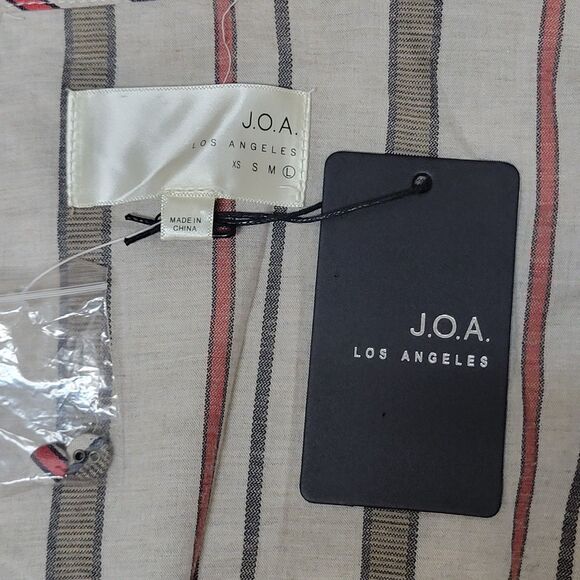 J.O.A.
LOS ANGELES
XS S M L
MADE IN
CHINA
J.O.A.
LOS ANGELES